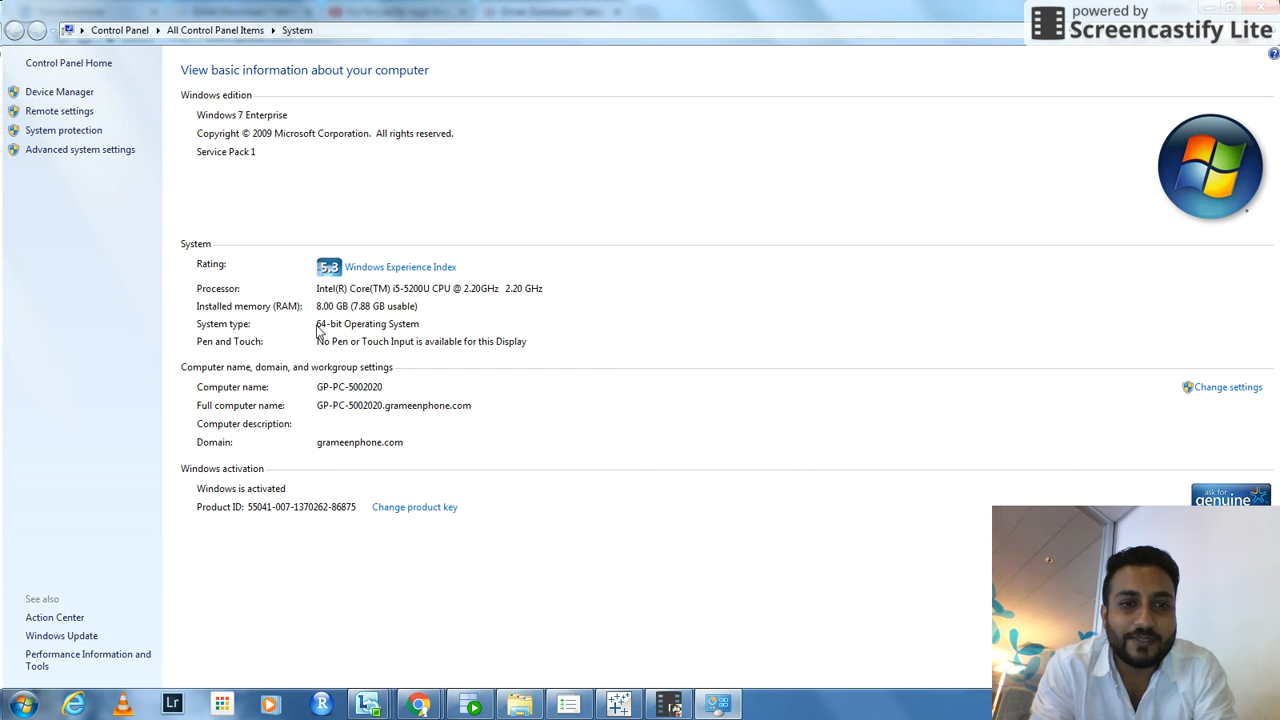 powered by
Screencastify Lite
Control Panel ▸ All Control Panel Items ▸ System
Control Panel Home
Device Manager
Remote settings
System protection
Advanced system settings
View basic information about your computer
Windows edition
Windows 7 Enterprise
Copyright © 2009 Microsoft Corporation. All rights reserved.
Service Pack 1
System
Rating: 5.3 Windows Experience Index
Processor: Intel(R) Core(TM) i5-5200U CPU @ 2.20GHz 2.20 GHz
Installed memory (RAM): 8.00 GB (7.88 GB usable)
System type: 64-bit Operating System
Pen and Touch: No Pen or Touch Input is available for this Display
Computer name, domain, and workgroup settings
Computer name: GP-PC-5002020
Change settings
Full computer name: GP-PC-5002020.grameenphone.com
Computer description:
Domain: grameenphone.com
Windows activation
Windows is activated
Product ID: 55041-007-1370262-86875 Change product key
ask for
genuine
See also
Action Center
Windows Update
Performance Information and
Tools
Lr
R